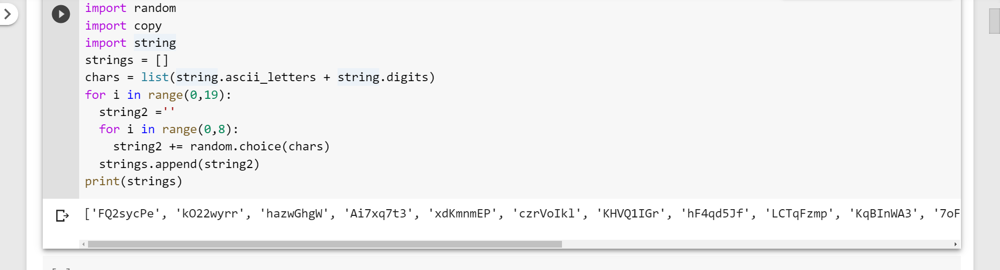 import random
import copy
import string
strings = []
chars = list(string.ascii_letters + string.digits)
for i in range(0,19):
  string2 =''
  for i in range(0,8):
    string2 += random.choice(chars)
  strings.append(string2)
print(strings)
['FQ2sycPe', 'kO22wyrr', 'hazwGhgW', 'Ai7xq7t3', 'xdKmnmEP', 'czrVoIkl', 'KHVQ1IGr', 'hF4qd5Jf', 'LCTqFzmp', 'KqBInWA3', '7oF